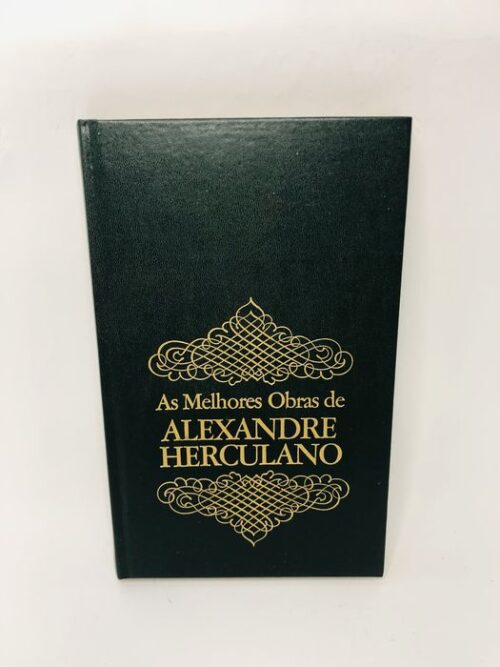 As Melhores Obras de
ALEXANDRE
HERCULANO